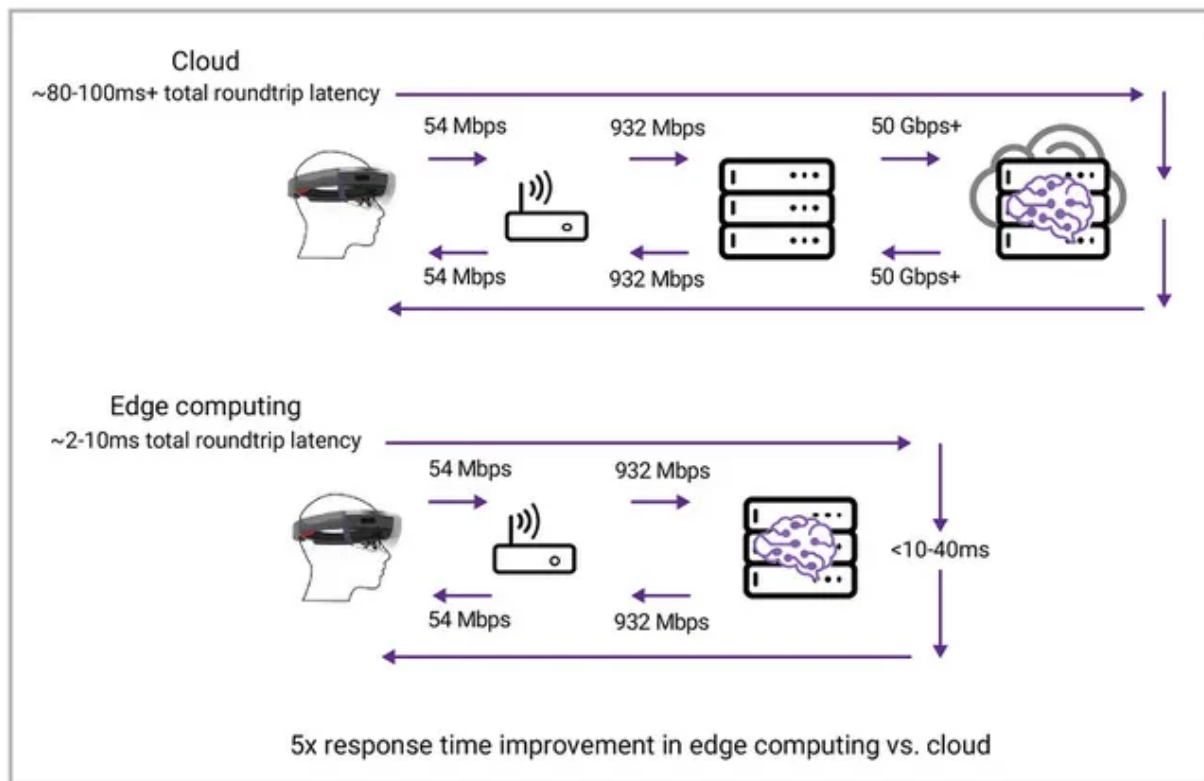 Cloud
~80-100ms+ total roundtrip latency
54 Mbps
932 Mbps
50 Gbps+
54 Mbps
932 Mbps
50 Gbps+
Edge computing
~2-10ms total roundtrip latency
54 Mbps
932 Mbps
<10-40ms
54 Mbps
932 Mbps
5x response time improvement in edge computing vs. cloud